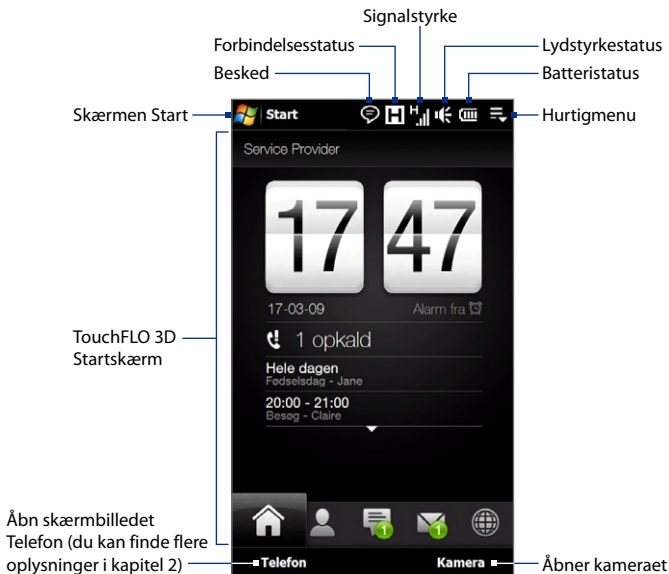 Signalstyrke
Forbindelsesstatus
Lydstyrkestatus
Besked
Batteristatus
Skærmen Start
Start
H
H
Hurtigmenu
Service Provider
17 47
17-03-09
Alarm fra
1 opkald
TouchFLO 3D
Startskærm
Hele dagen
Fødselsdag - Jane
20:00 - 21:00
Besøg - Claire
1
1
Åbn skærmbilledet
Telefon (du kan finde flere
oplysninger i kapitel 2)
Telefon
Kamera
Åbner kameraet